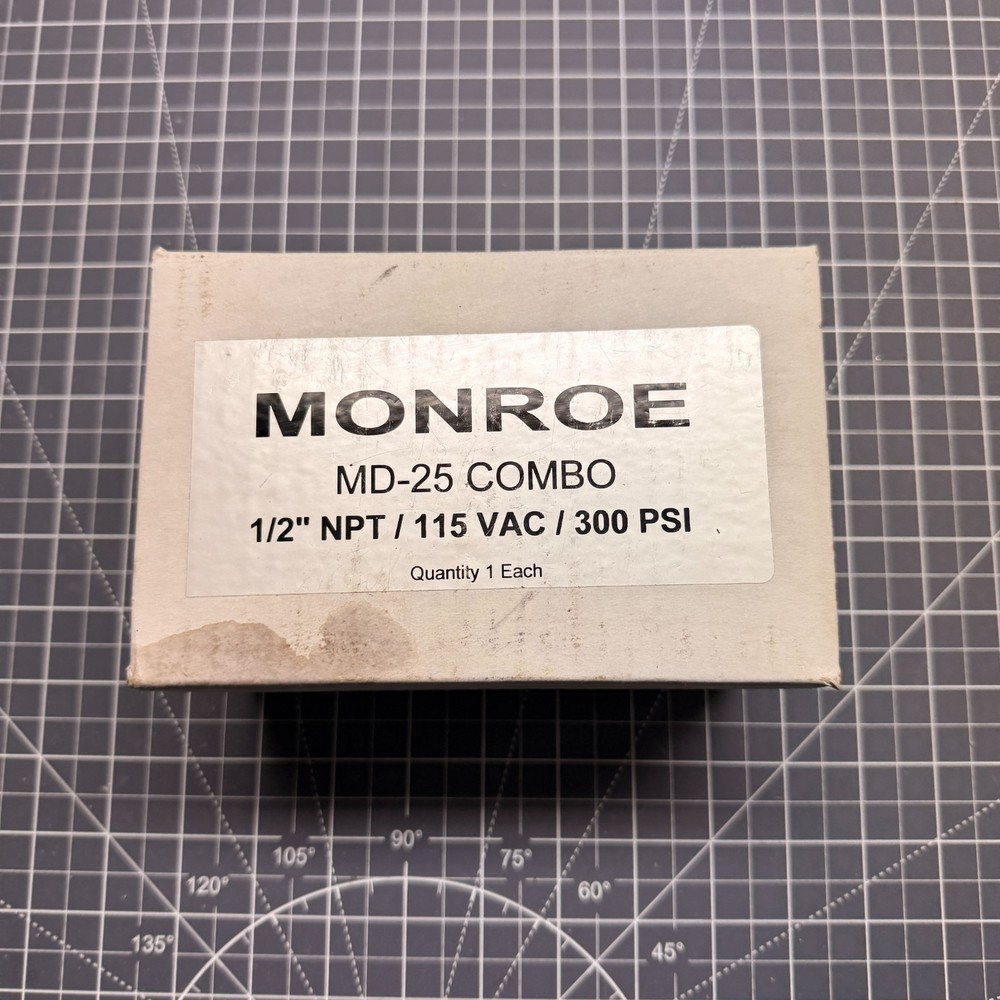 MONROE
MD-25 COMBO
1/2" NPT / 115 VAC / 300 PSI
Quantity 1 Each
90°
105°
75°
120°
60°
135°
45°